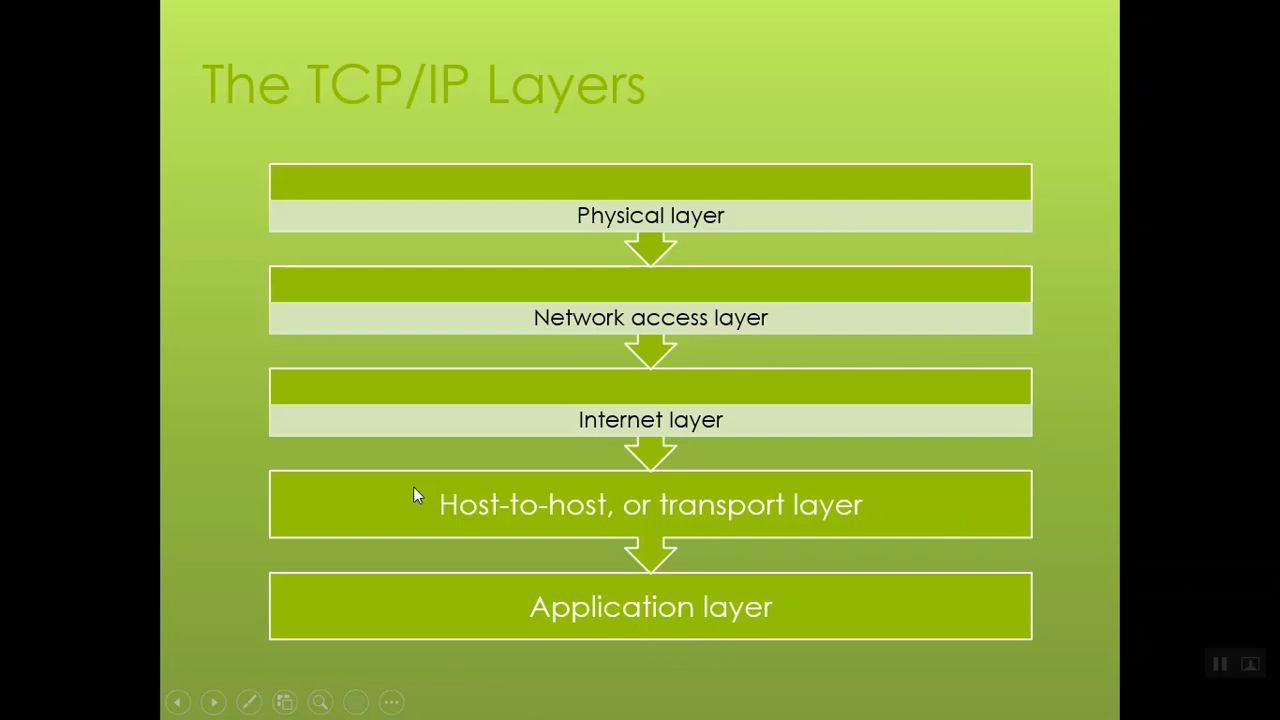 The TCP/IP Layers
Physical layer
Network access layer
Internet layer
Host-to-host, or transport layer
Application layer